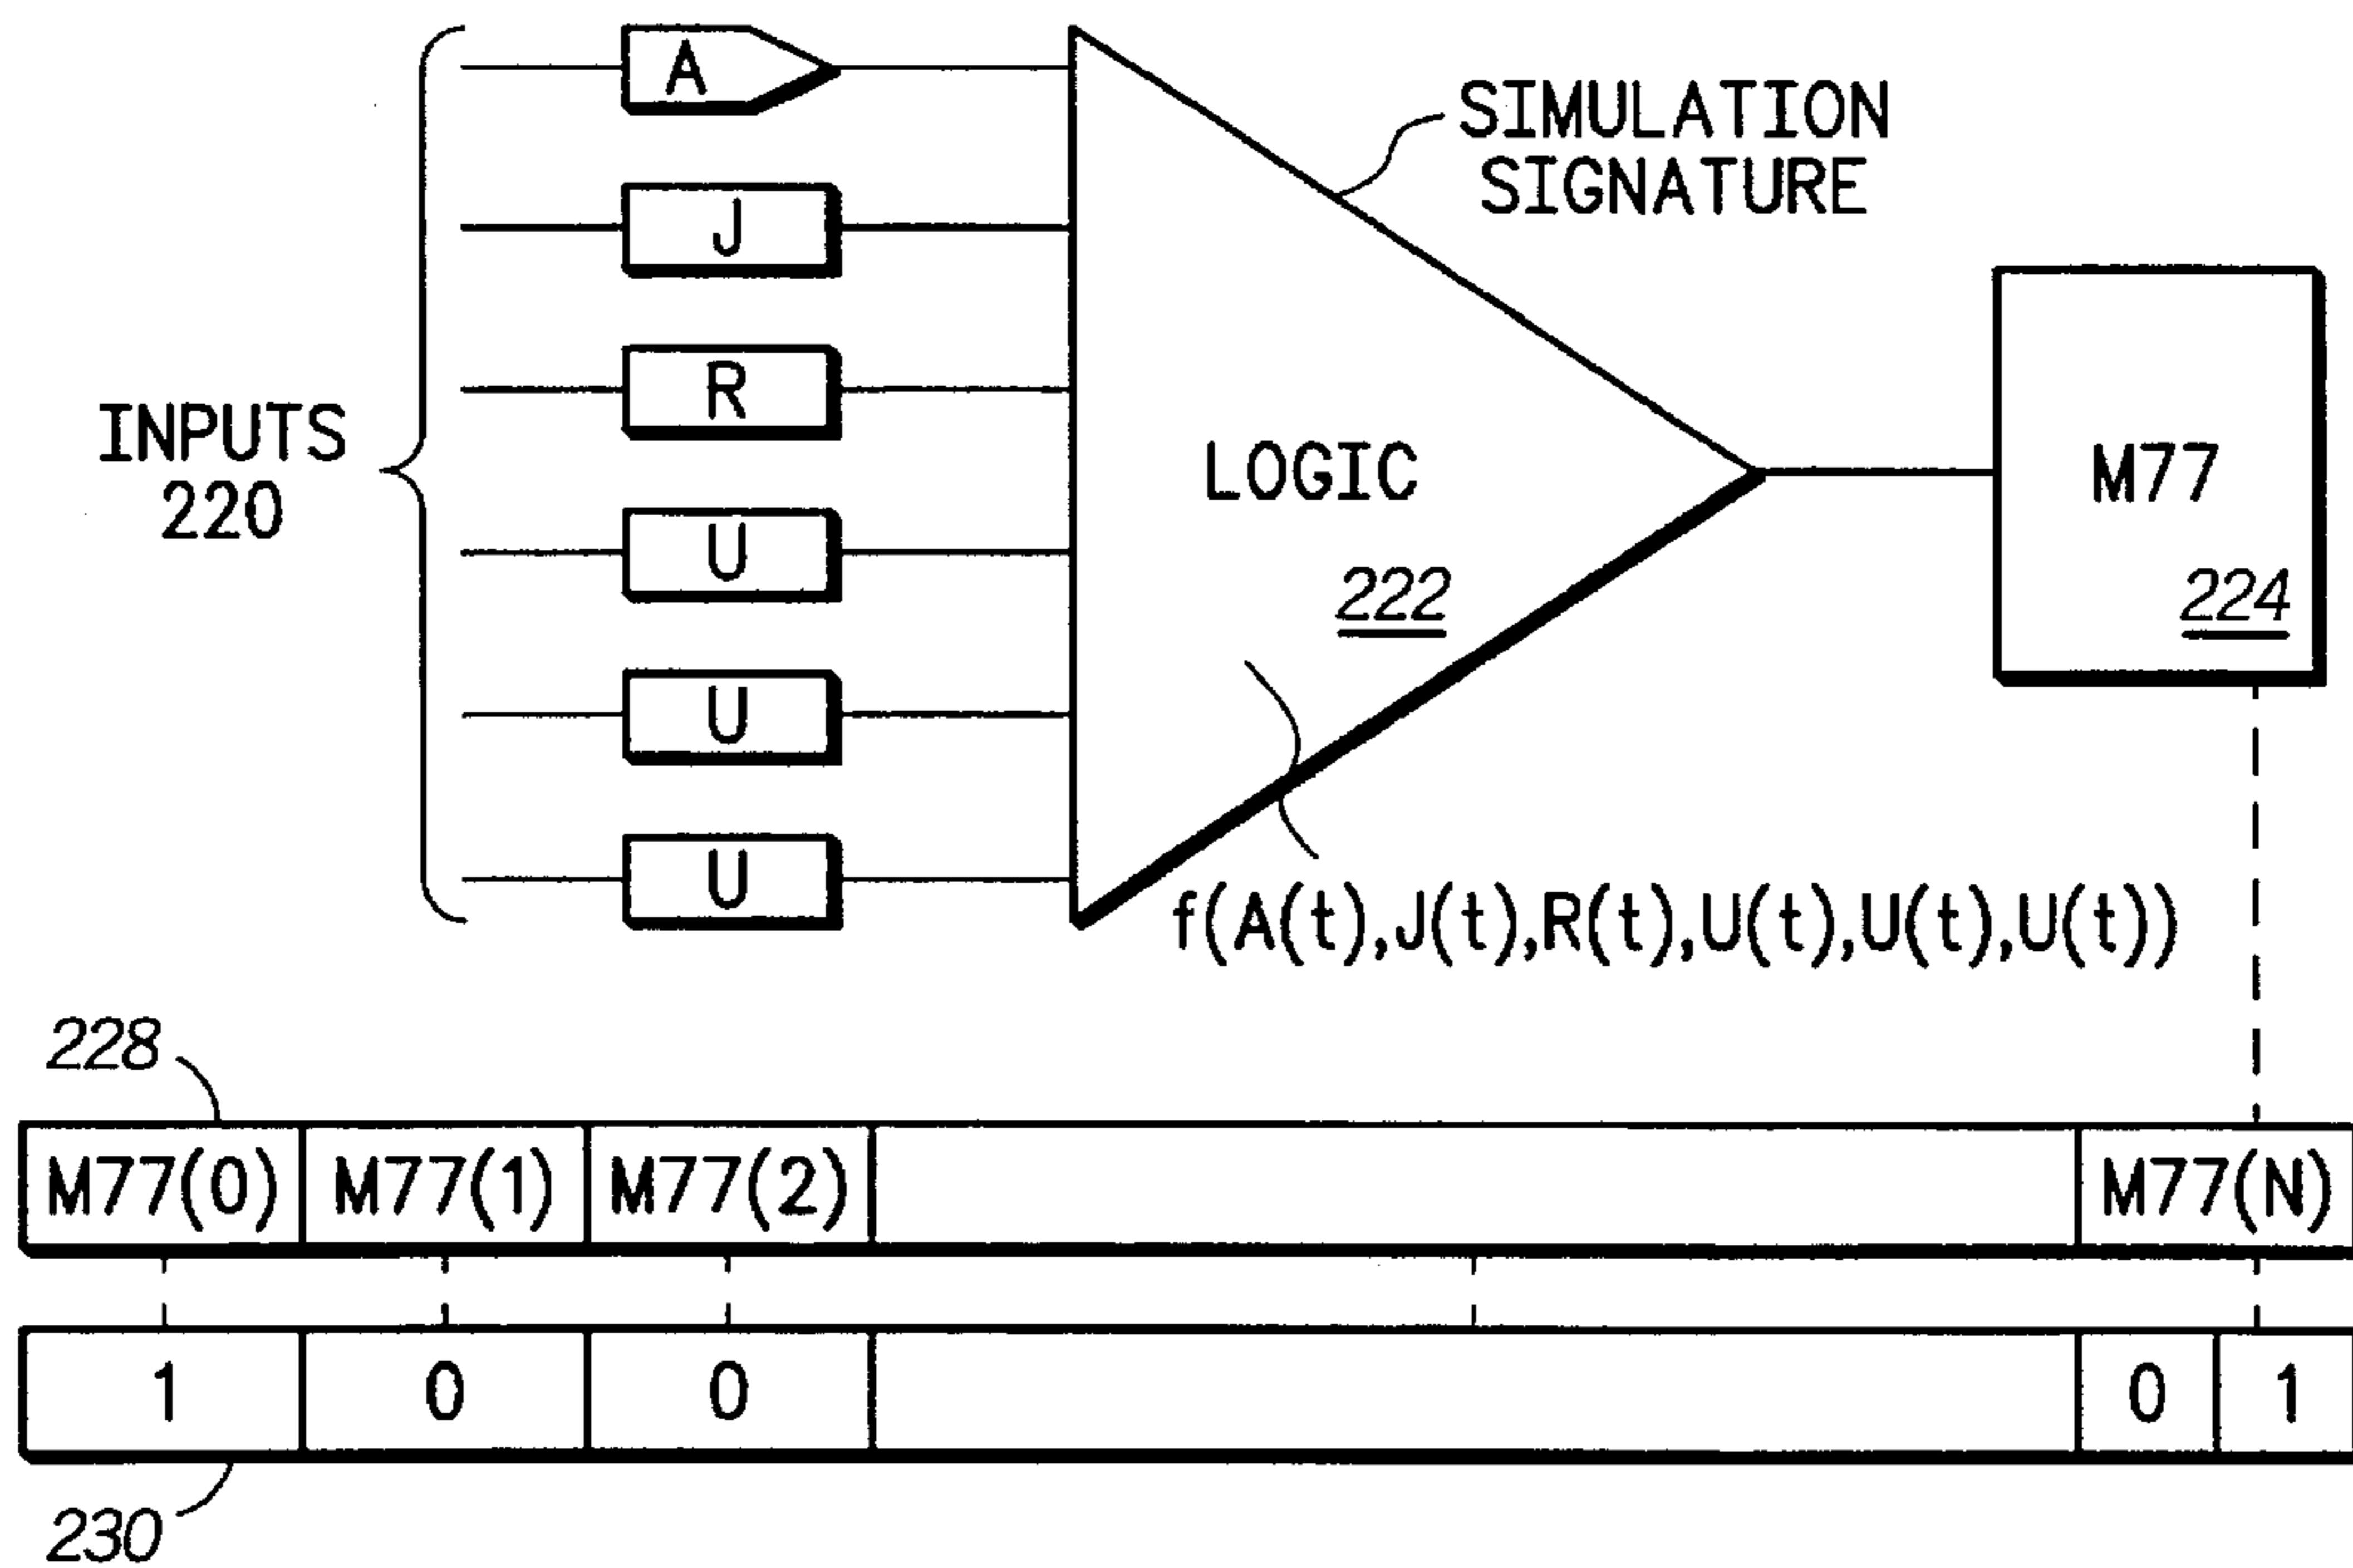 A
J
R
U
U
U
INPUTS
220
SIMULATION
SIGNATURE
LOGIC
222
M77
224
f(A(t),J(t),R(t),U(t),U(t),U(t))
228
M77(0) M77(1) M77(2) M77(N)
1 0 0 0 1
230